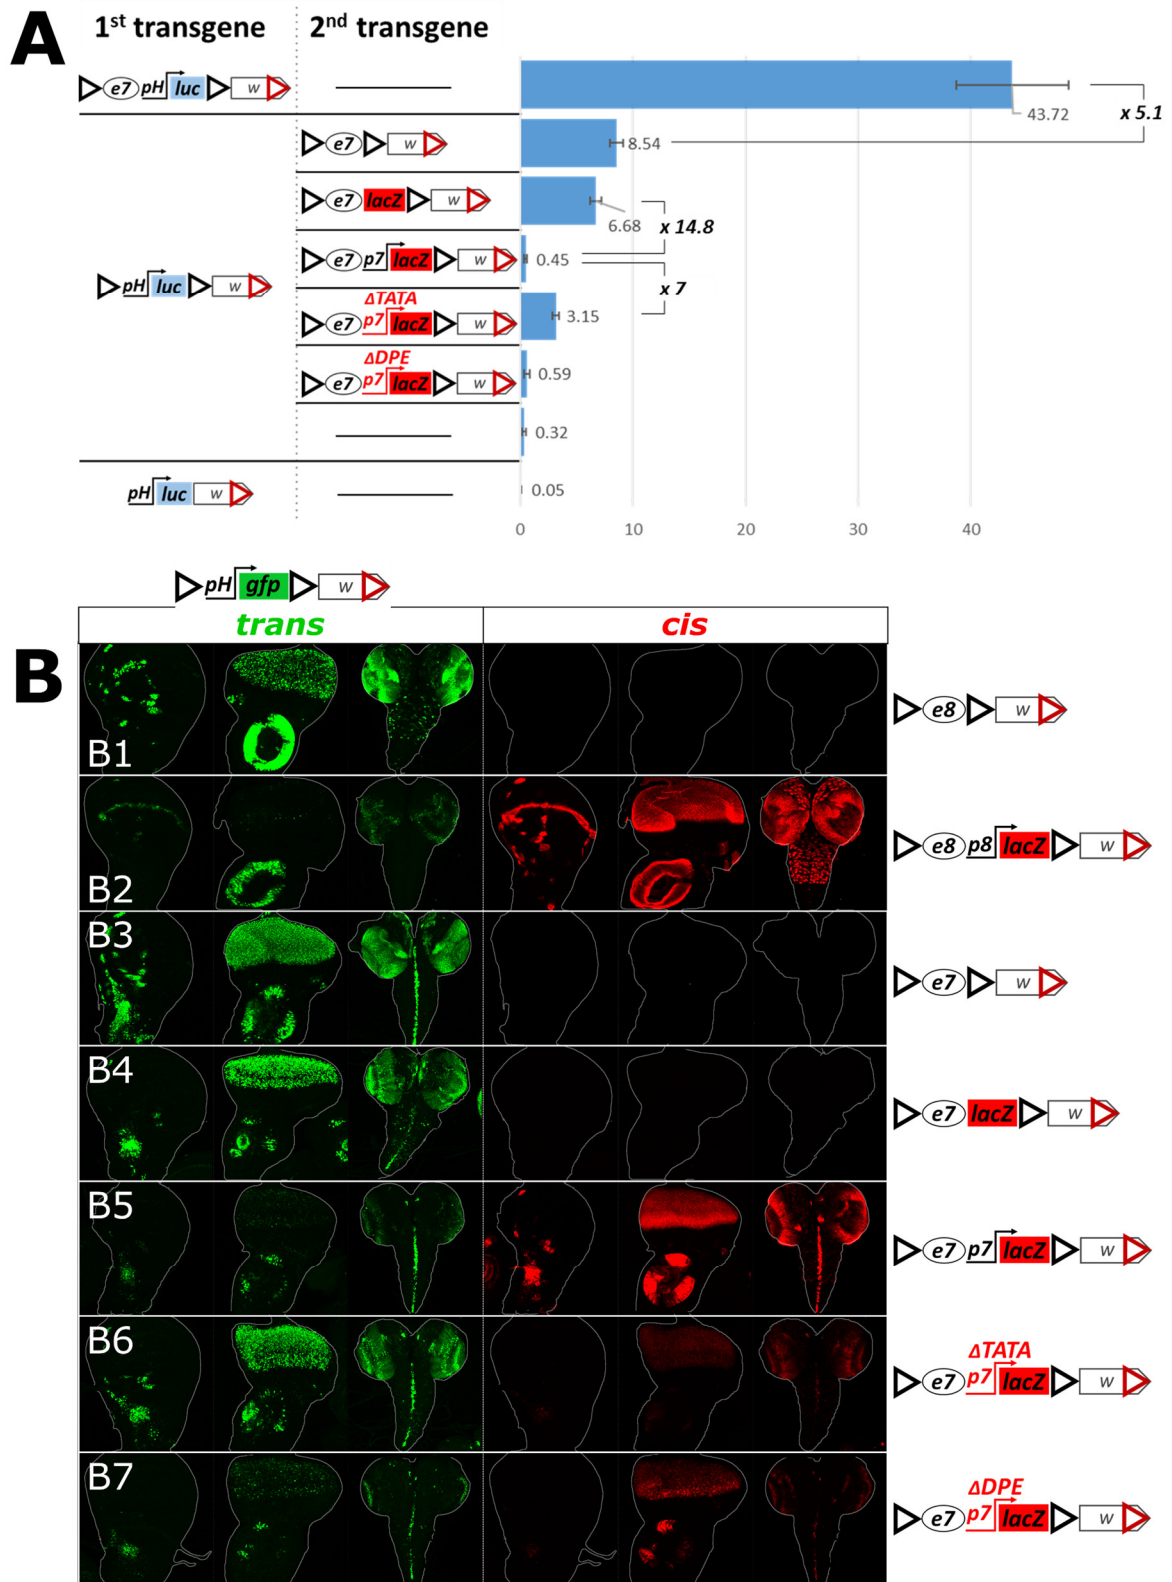 A
1st transgene
2nd transgene
e7 pH luc w
43.72
x 5.1
e7 w
8.54
e7 lacZ w
6.68
x 14.8
pH luc w
e7 p7 lacZ w
0.45
x 7
ΔTATA
e7 p7 lacZ w
3.15
ΔDPE
e7 p7 lacZ w
0.59
0.32
pH luc w
0.05
0 10 20 30 40
pH gfp w
trans
cis
B
B1
e8 w
B2
e8 p8 lacZ w
B3
e7 w
B4
e7 lacZ w
B5
e7 p7 lacZ w
B6
ΔTATA
e7 p7 lacZ w
B7
ΔDPE
e7 p7 lacZ w